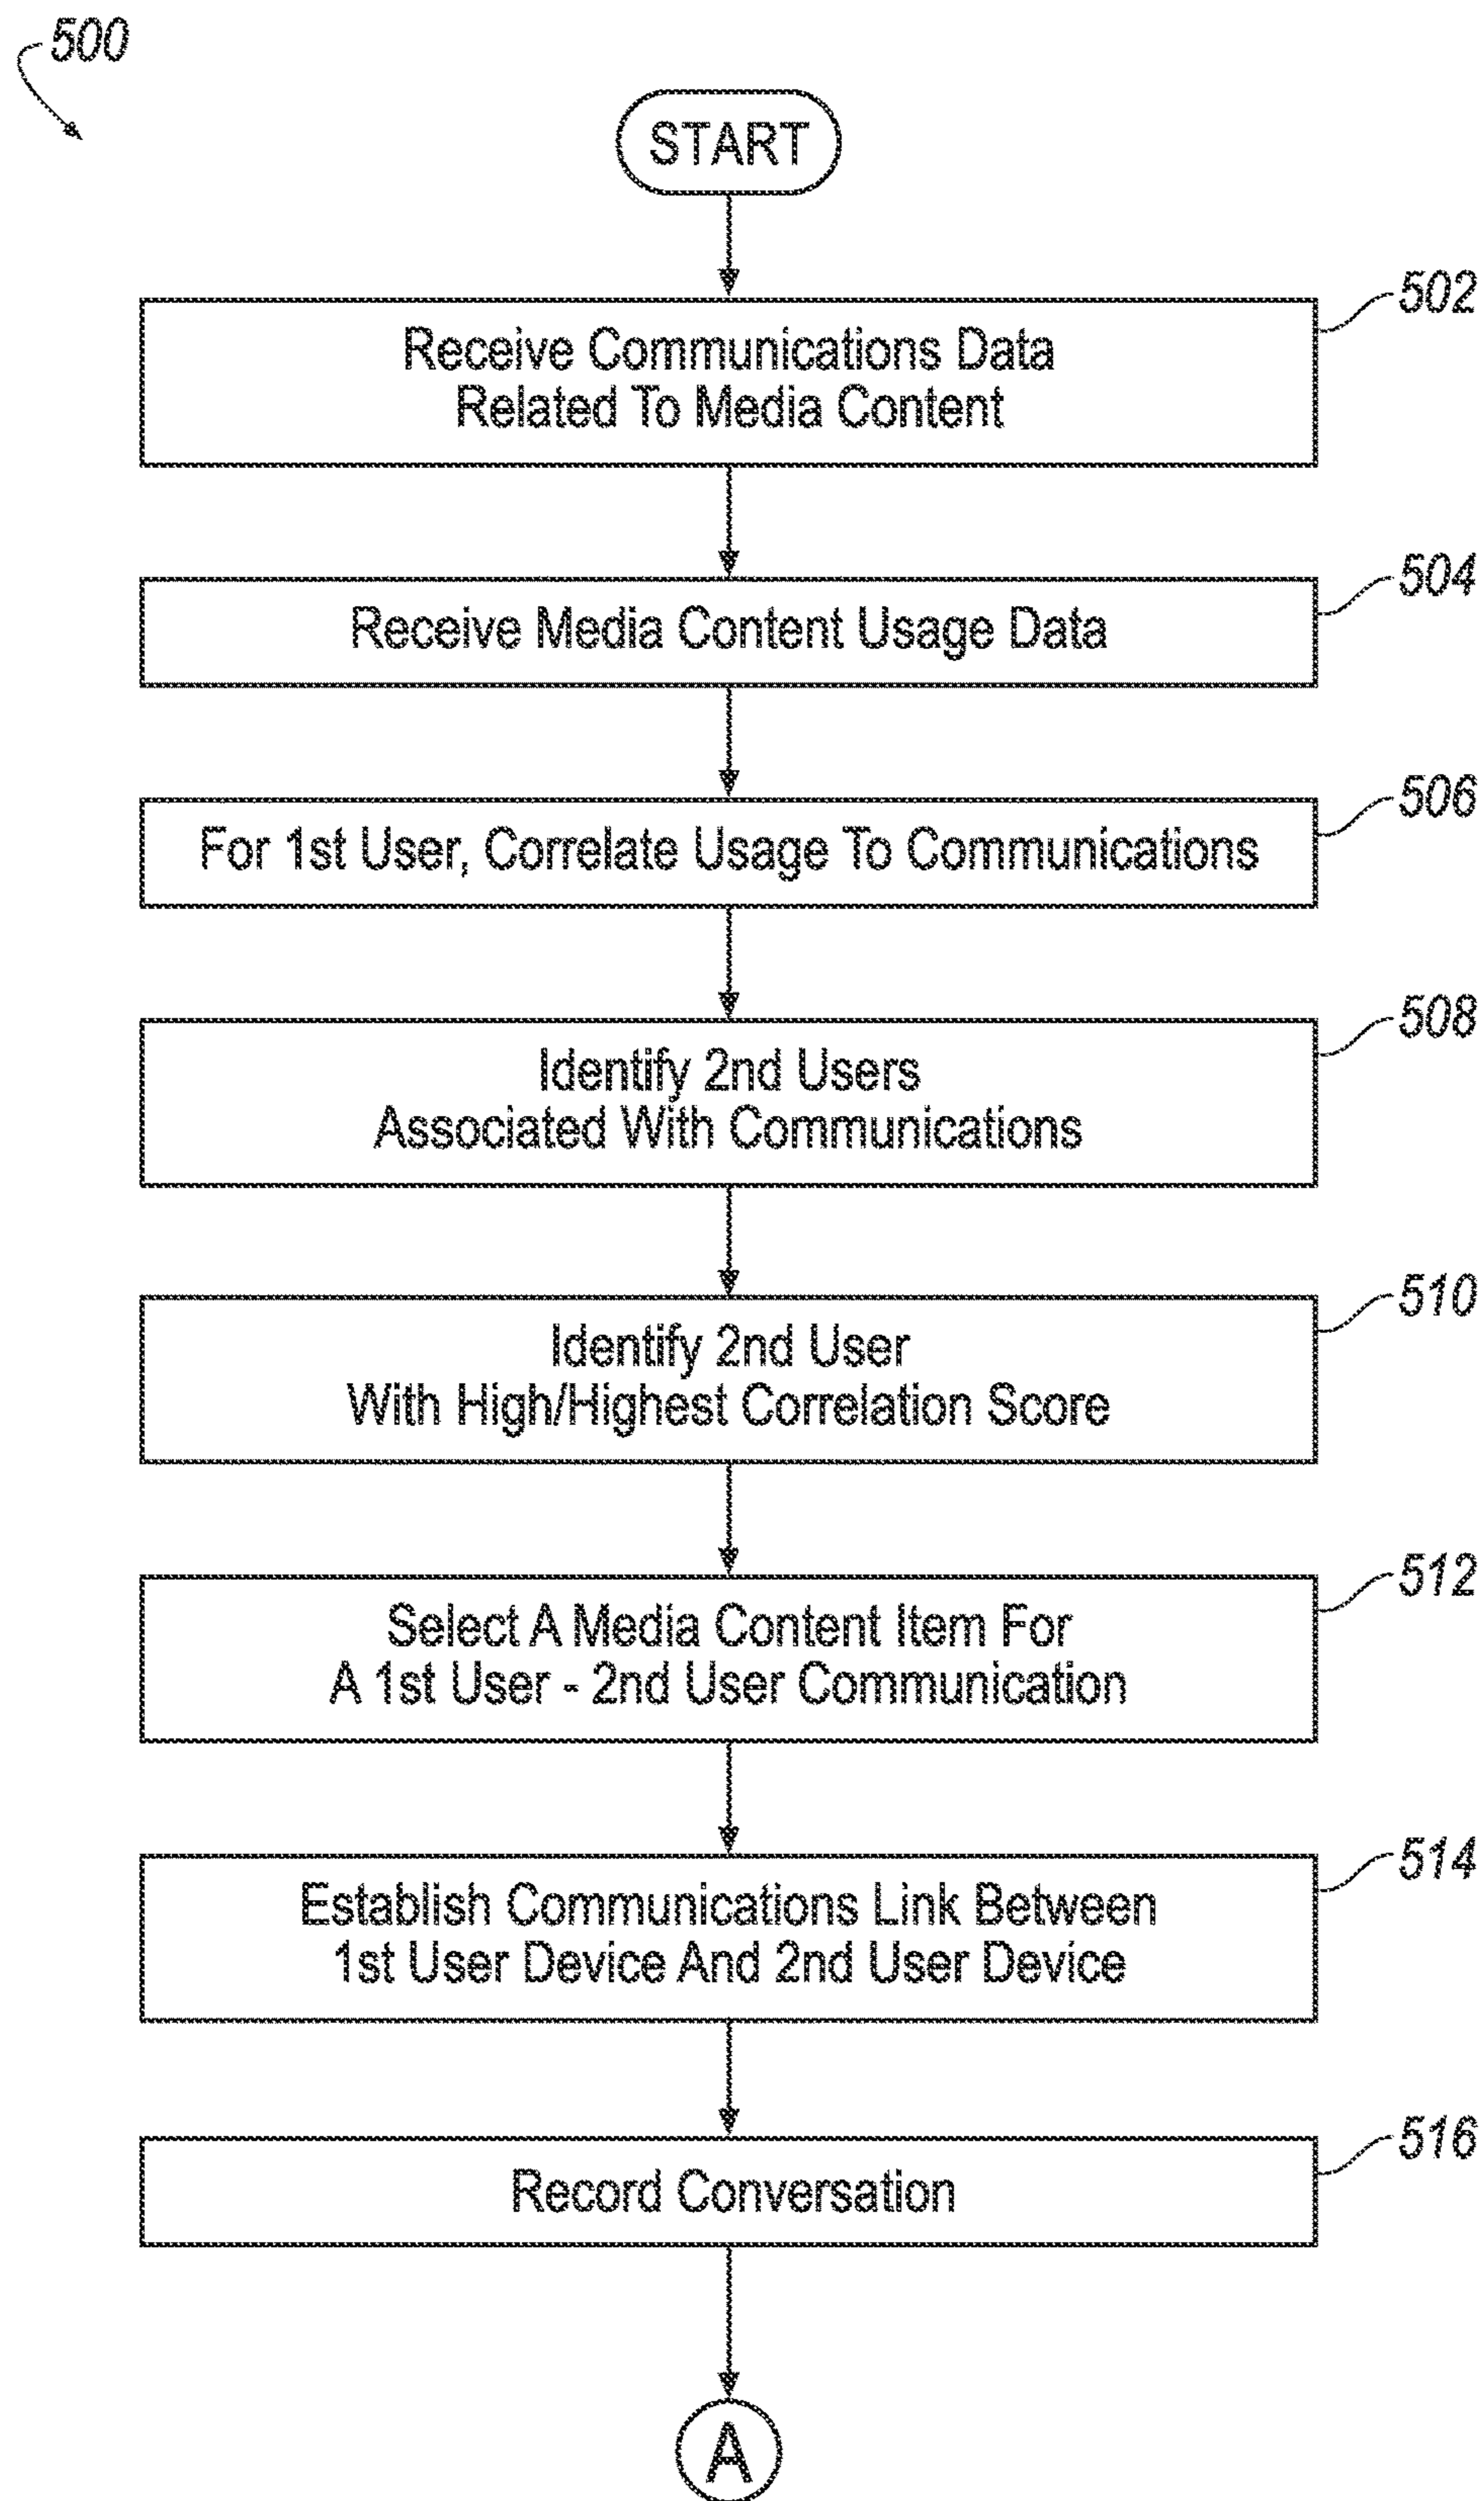 500
START
502
Receive Communications Data
Related To Media Content
504
Receive Media Content Usage Data
506
For 1st User, Correlate Usage To Communications
508
Identify 2nd Users
Associated With Communications
510
Identify 2nd User
With High/Highest Correlation Score
512
Select A Media Content Item For
A 1st User - 2nd User Communication
514
Establish Communications Link Between
1st User Device And 2nd User Device
516
Record Conversation
A